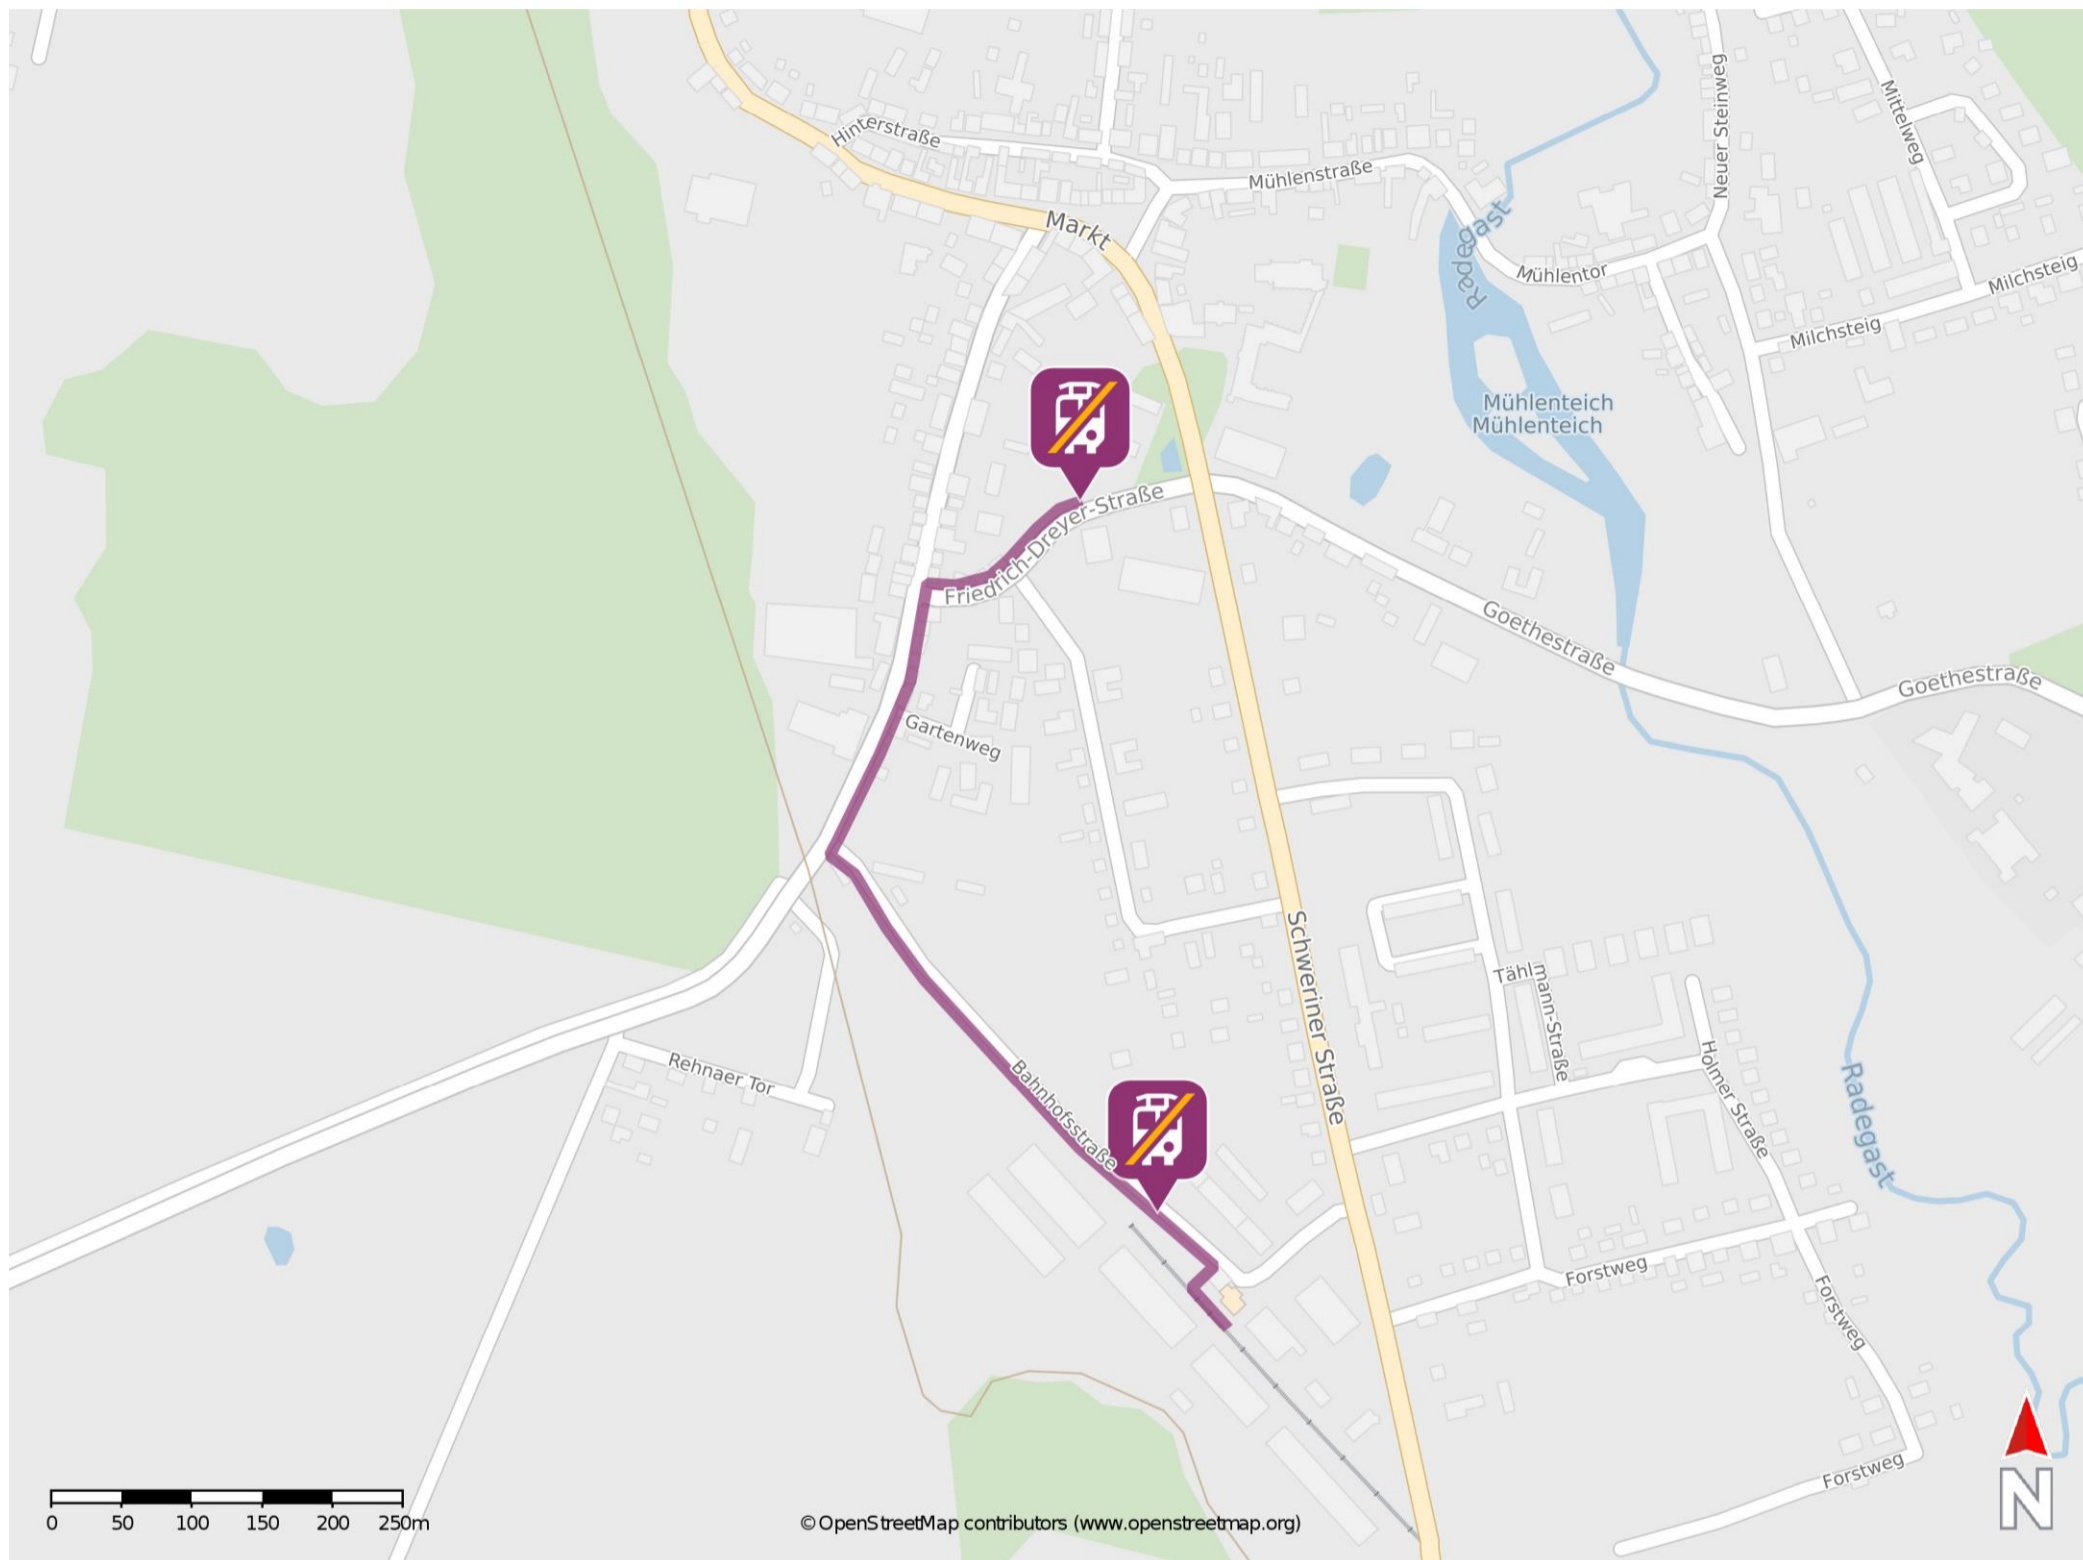 Neuer Steinweg
Mittelweg
Hinterstraße
Mühlenstraße
Markt
Radegast
Radegast
Mühlentor
Milchsteig
Milchsteig
Mühlenteich
Mühlenteich
Friedrich-Dreyer-Straße
Goethestraße
Goethestraße
Gartenweg
Schweriner Straße
Tählmann-Straße
Rehnaer Tor
Bahnhofsstraße
Holmer Straße
Radegast
Forstweg
Forstweg
Forstweg
N
0 50 100 150 200 250m
© OpenStreetMap contributors (www.openstreetmap.org)